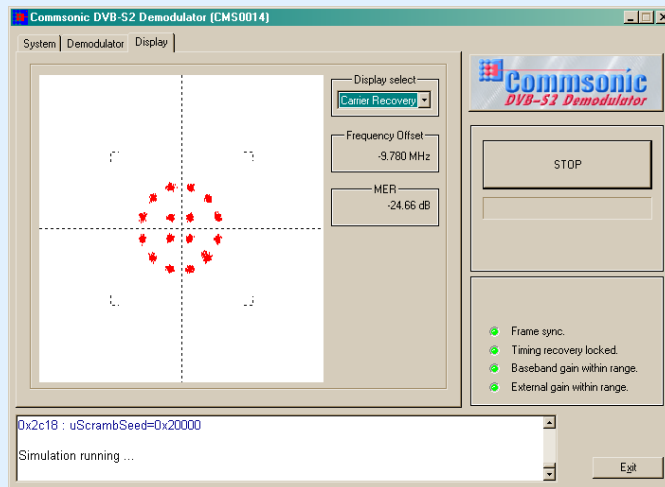 Commsonic DVB-S2 Demodulator (CMS0014)
System Demodulator Display
Display select
Carrier Recovery
Frequency Offset
-9.780 MHz
MER
-24.66 dB
Commsonic
DVB-S2 Demodulator
STOP
Frame sync.
Timing recovery locked.
Baseband gain within range.
External gain within range.
0x2c18 : uScrambSeed=0x20000
Simulation running ...
Exit